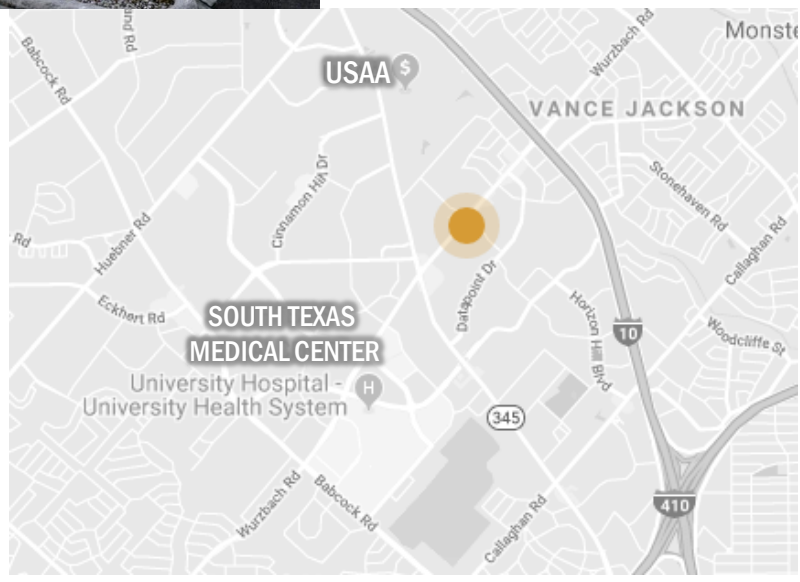 Monste
Wurzbach Rd
und Rd
Babcock Rd
USAA
$
VANCE JACKSON
Cinnamon Hill Dr
Stonehaven Rd
Callaghan Rd
Huebner Rd
Rd
Datapoint Dr
Eckhert Rd
SOUTH TEXAS
MEDICAL CENTER
Horizon Hill Blvd
10
Woodcliffe St
University Hospital -
University Health System
H
345
Wurzbach Rd
Babcock Rd
Callaghan Rd
410